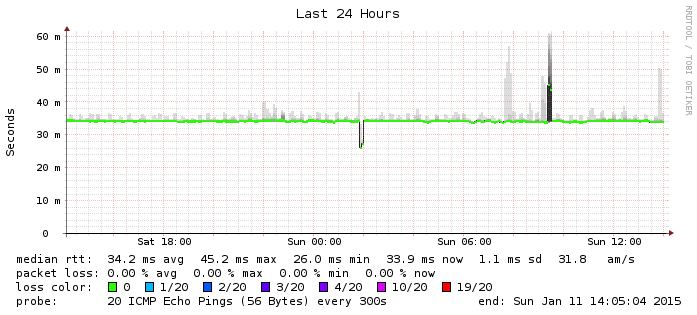 Last 24 Hours
RRDTOOL / TOBI OETIKER
Seconds
60 m
50 m
40 m
30 m
20 m
10 m
0
Sat 18:00 Sun 00:00 Sun 06:00 Sun 12:00
median rtt: 34.2 ms avg 45.2 ms max 26.0 ms min 33.9 ms now 1.1 ms sd 31.8 am/s
packet loss: 0.00 % avg 0.00 % max 0.00 % min 0.00 % now
loss color: 0 1/20 2/20 3/20 4/20 10/20 19/20
probe: 20 ICMP Echo Pings (56 Bytes) every 300s end: Sun Jan 11 14:05:04 2015